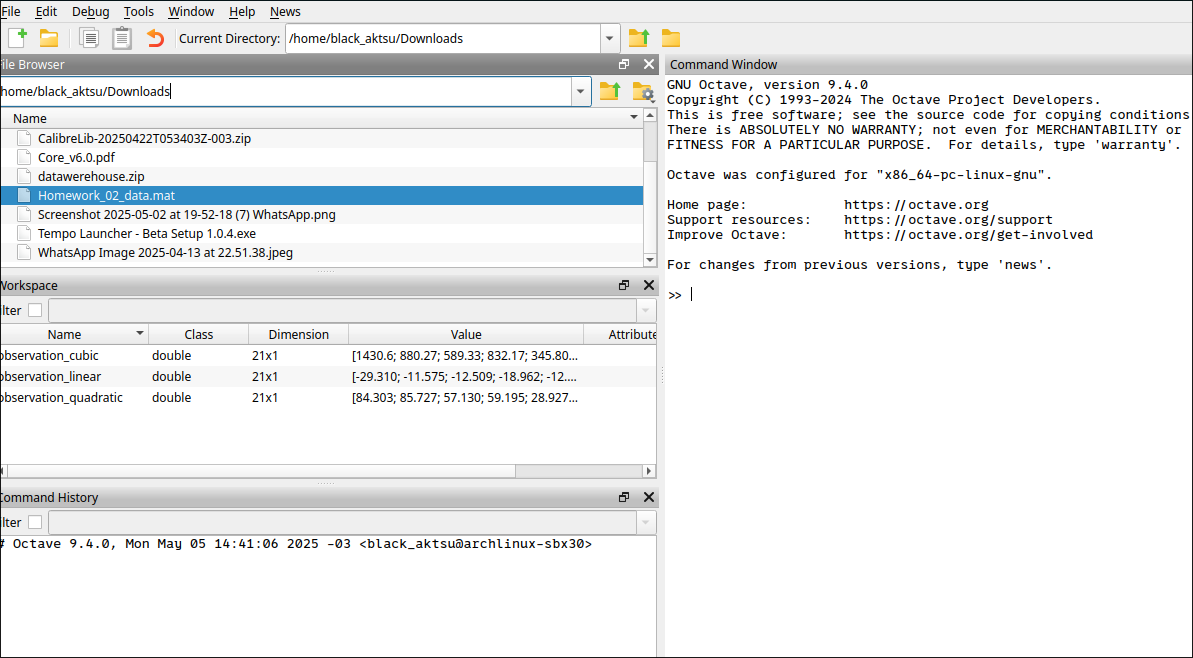 File Edit Debug Tools Window Help News
Current Directory: /home/black_aktsu/Downloads
ile Browser
home/black_aktsu/Downloads
Name
CalibreLib-20250422T053403Z-003.zip
Core_v6.0.pdf
datawerehouse.zip
Homework_02_data.mat
Screenshot 2025-05-02 at 19-52-18 (7) WhatsApp.png
Tempo Launcher - Beta Setup 1.0.4.exe
WhatsApp Image 2025-04-13 at 22.51.38.jpeg
Workspace
ilter
Name Class Dimension Value Attribute
observation_cubic double 21x1 [1430.6; 880.27; 589.33; 832.17; 345.80...
observation_linear double 21x1 [-29.310; -11.575; -12.509; -18.962; -12....
observation_quadratic double 21x1 [84.303; 85.727; 57.130; 59.195; 28.927...
Command History
ilter
# Octave 9.4.0, Mon May 05 14:41:06 2025 -03 <black_aktsu@archlinux-sbx30>
Command Window
GNU Octave, version 9.4.0
Copyright (C) 1993-2024 The Octave Project Developers.
This is free software; see the source code for copying conditions
There is ABSOLUTELY NO WARRANTY; not even for MERCHANTABILITY or
FITNESS FOR A PARTICULAR PURPOSE.  For details, type 'warranty'.
Octave was configured for "x86_64-pc-linux-gnu".
Home page:            https://octave.org
Support resources:    https://octave.org/support
Improve Octave:       https://octave.org/get-involved
For changes from previous versions, type 'news'.
>>